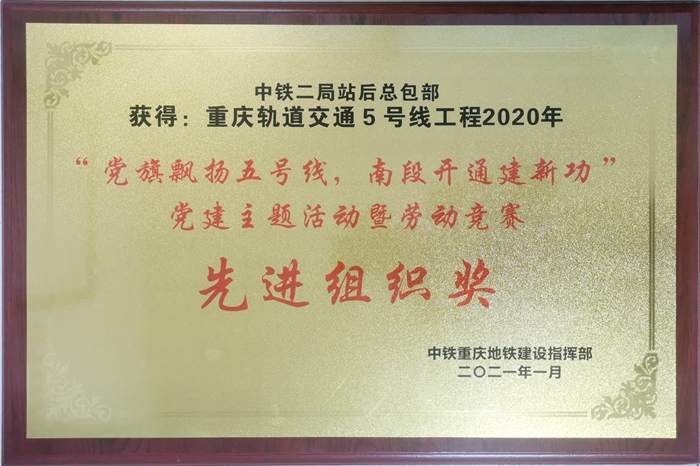 中铁二局站后总包部
获得：重庆轨道交通5号线工程2020年
“党旗飘扬五号线，南段开通建新功”
党建主题活动暨劳动竞赛
先进组织奖
中铁重庆地铁建设指挥部
二〇二一年一月